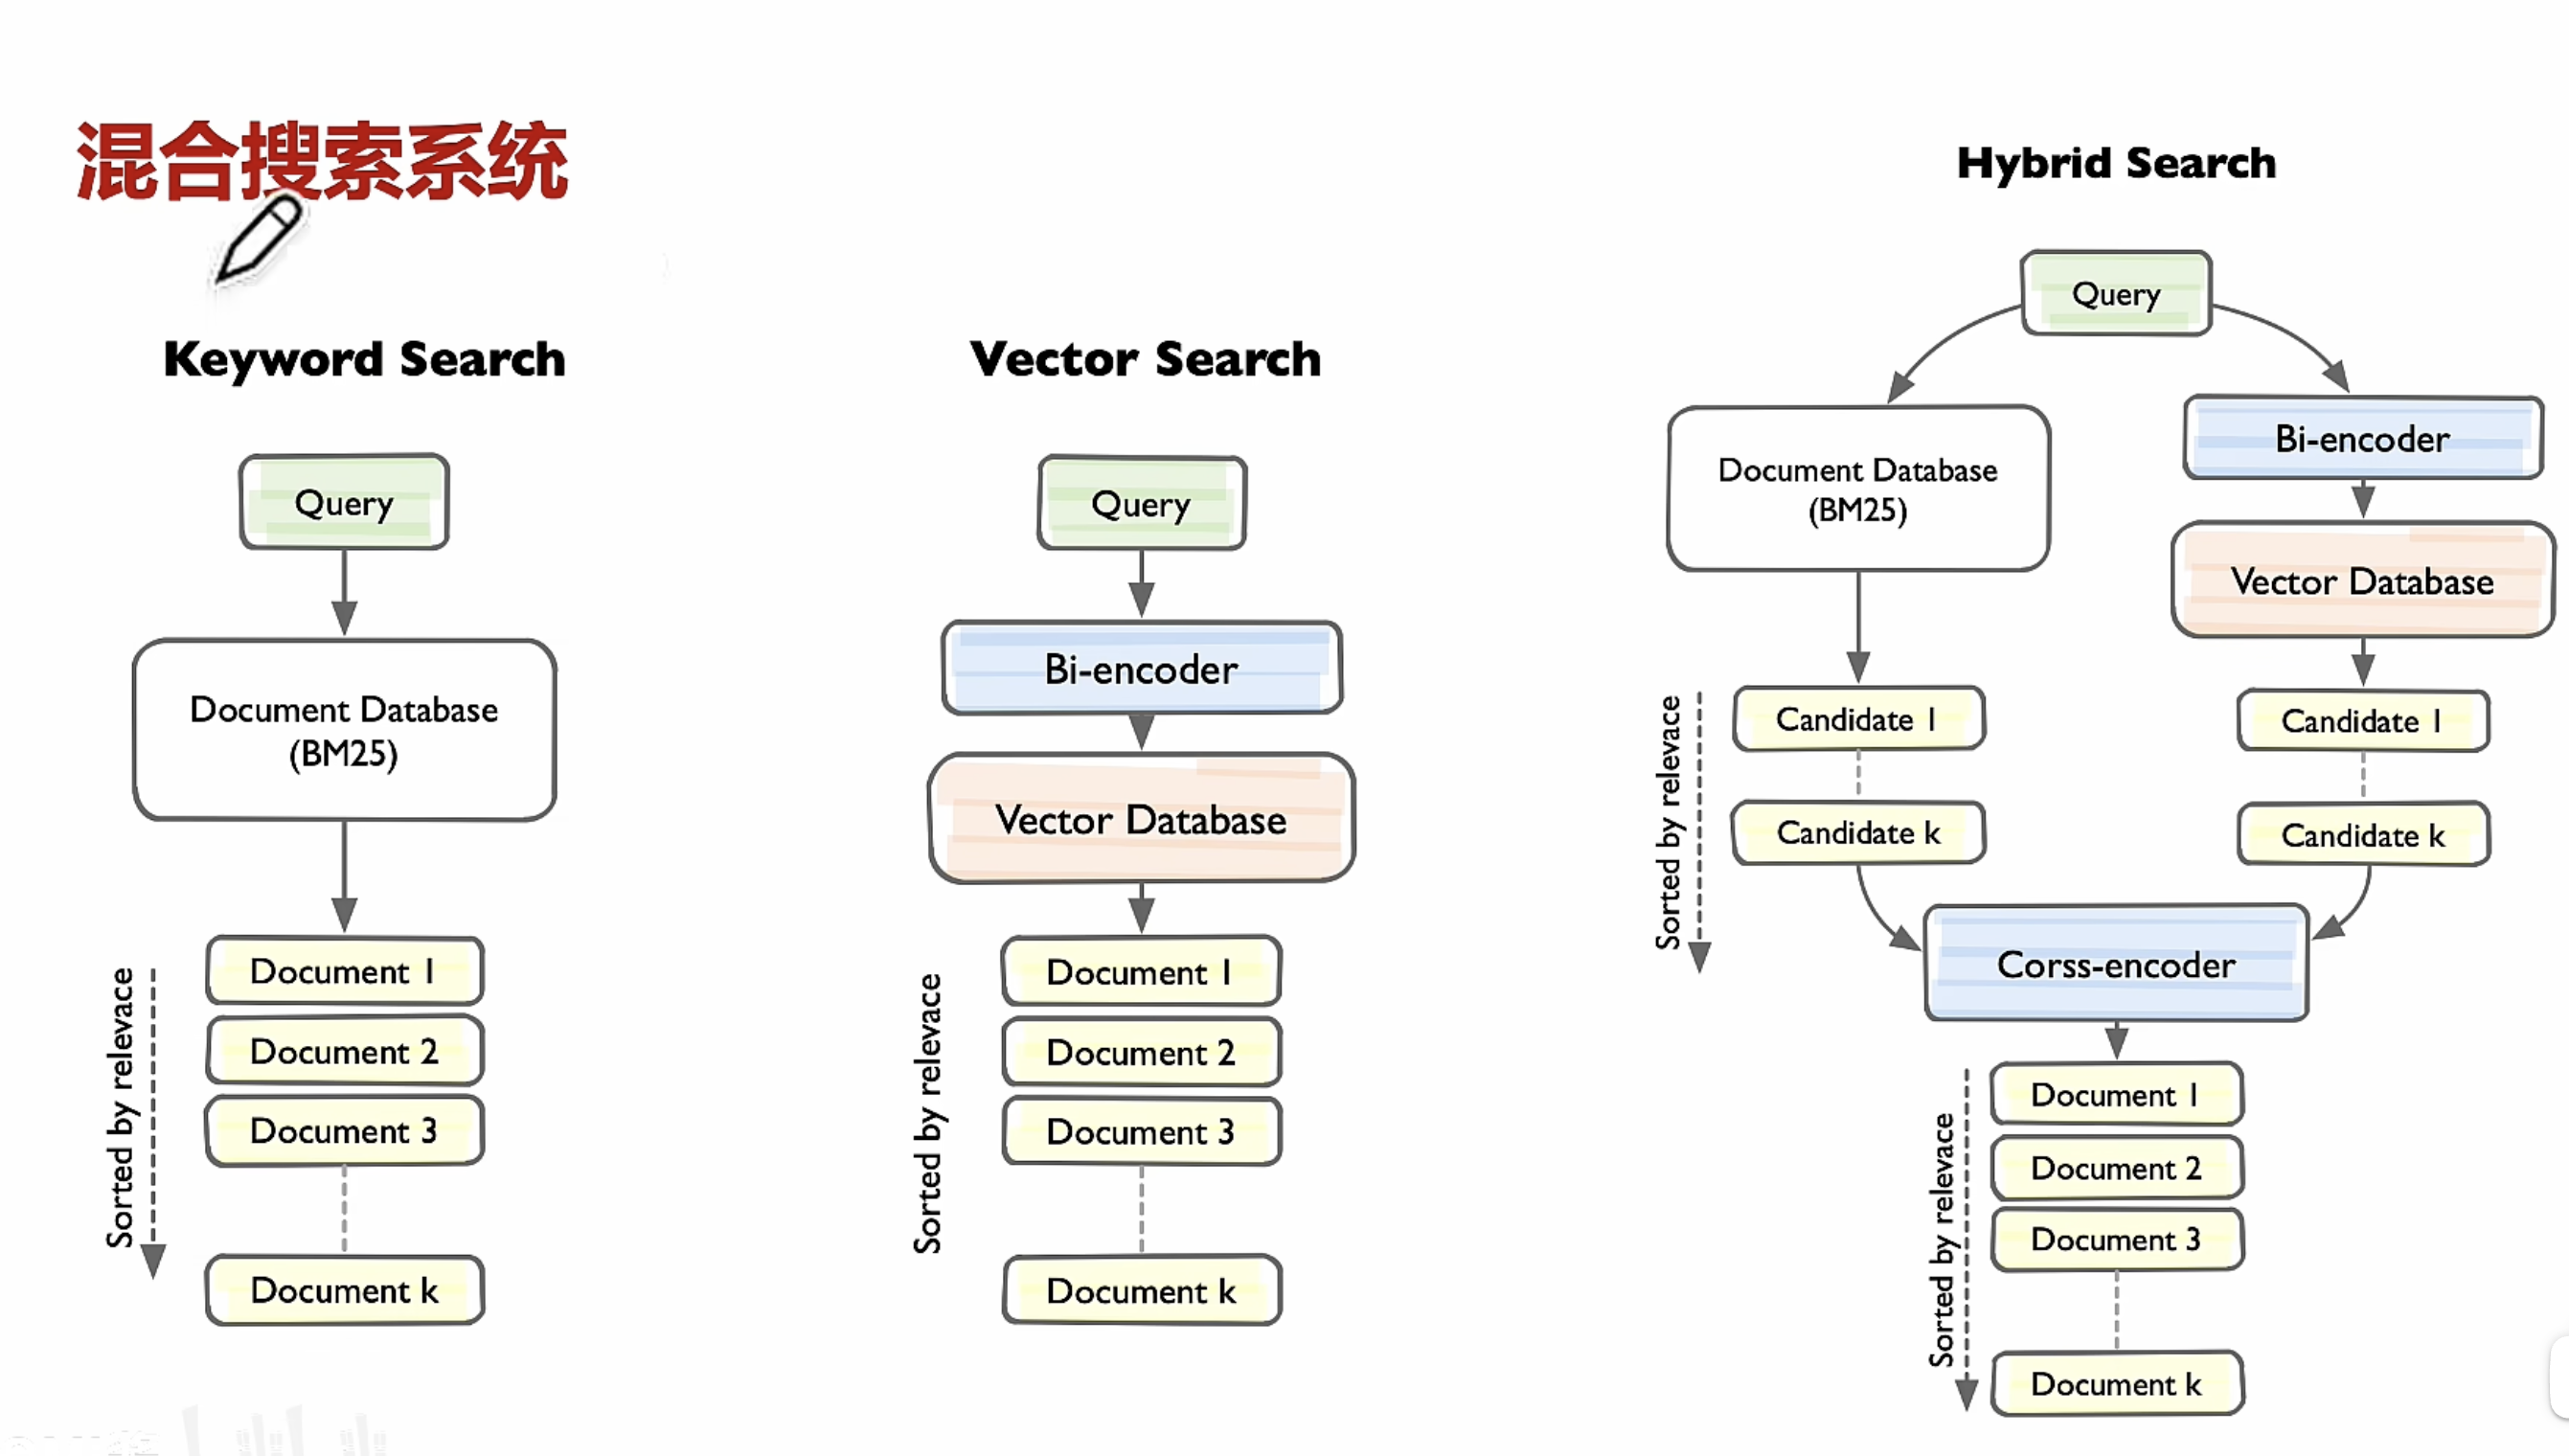 混合搜索系统
Keyword Search
Query
Document Database
(BM25)
Sorted by relevace
Document 1
Document 2
Document 3
Document k
Vector Search
Query
Bi-encoder
Vector Database
Sorted by relevace
Document 1
Document 2
Document 3
Document k
Hybrid Search
Query
Document Database
(BM25)
Bi-encoder
Vector Database
Sorted by relevace
Candidate 1
Candidate k
Candidate 1
Candidate k
Corss-encoder
Sorted by relevace
Document 1
Document 2
Document 3
Document k